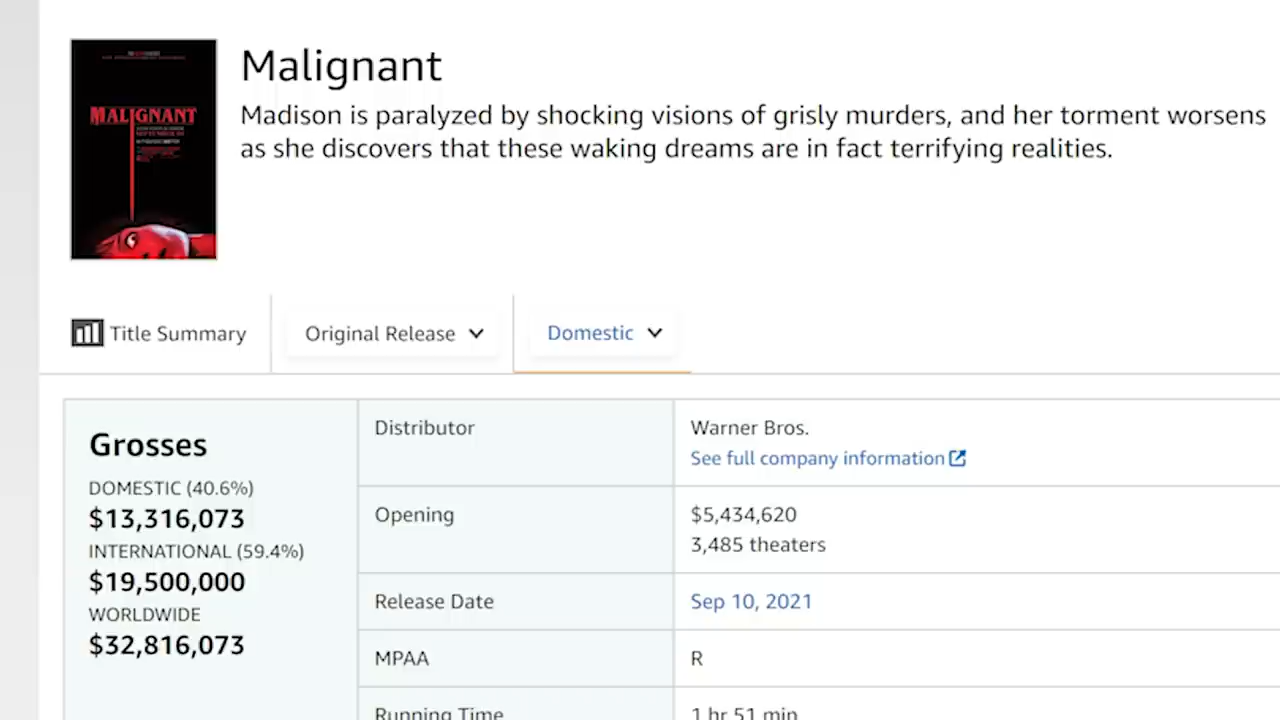 Malignant
Madison is paralyzed by shocking visions of grisly murders, and her torment worsens
as she discovers that these waking dreams are in fact terrifying realities.
MALIGNANT
Title Summary
Original Release
Domestic
Grosses
DOMESTIC (40.6%)
$13,316,073
INTERNATIONAL (59.4%)
$19,500,000
WORLDWIDE
$32,816,073
Distributor
Warner Bros.
See full company information
Opening
$5,434,620
3,485 theaters
Release Date
Sep 10, 2021
MPAA
R
Running Time
1 hr 51 min